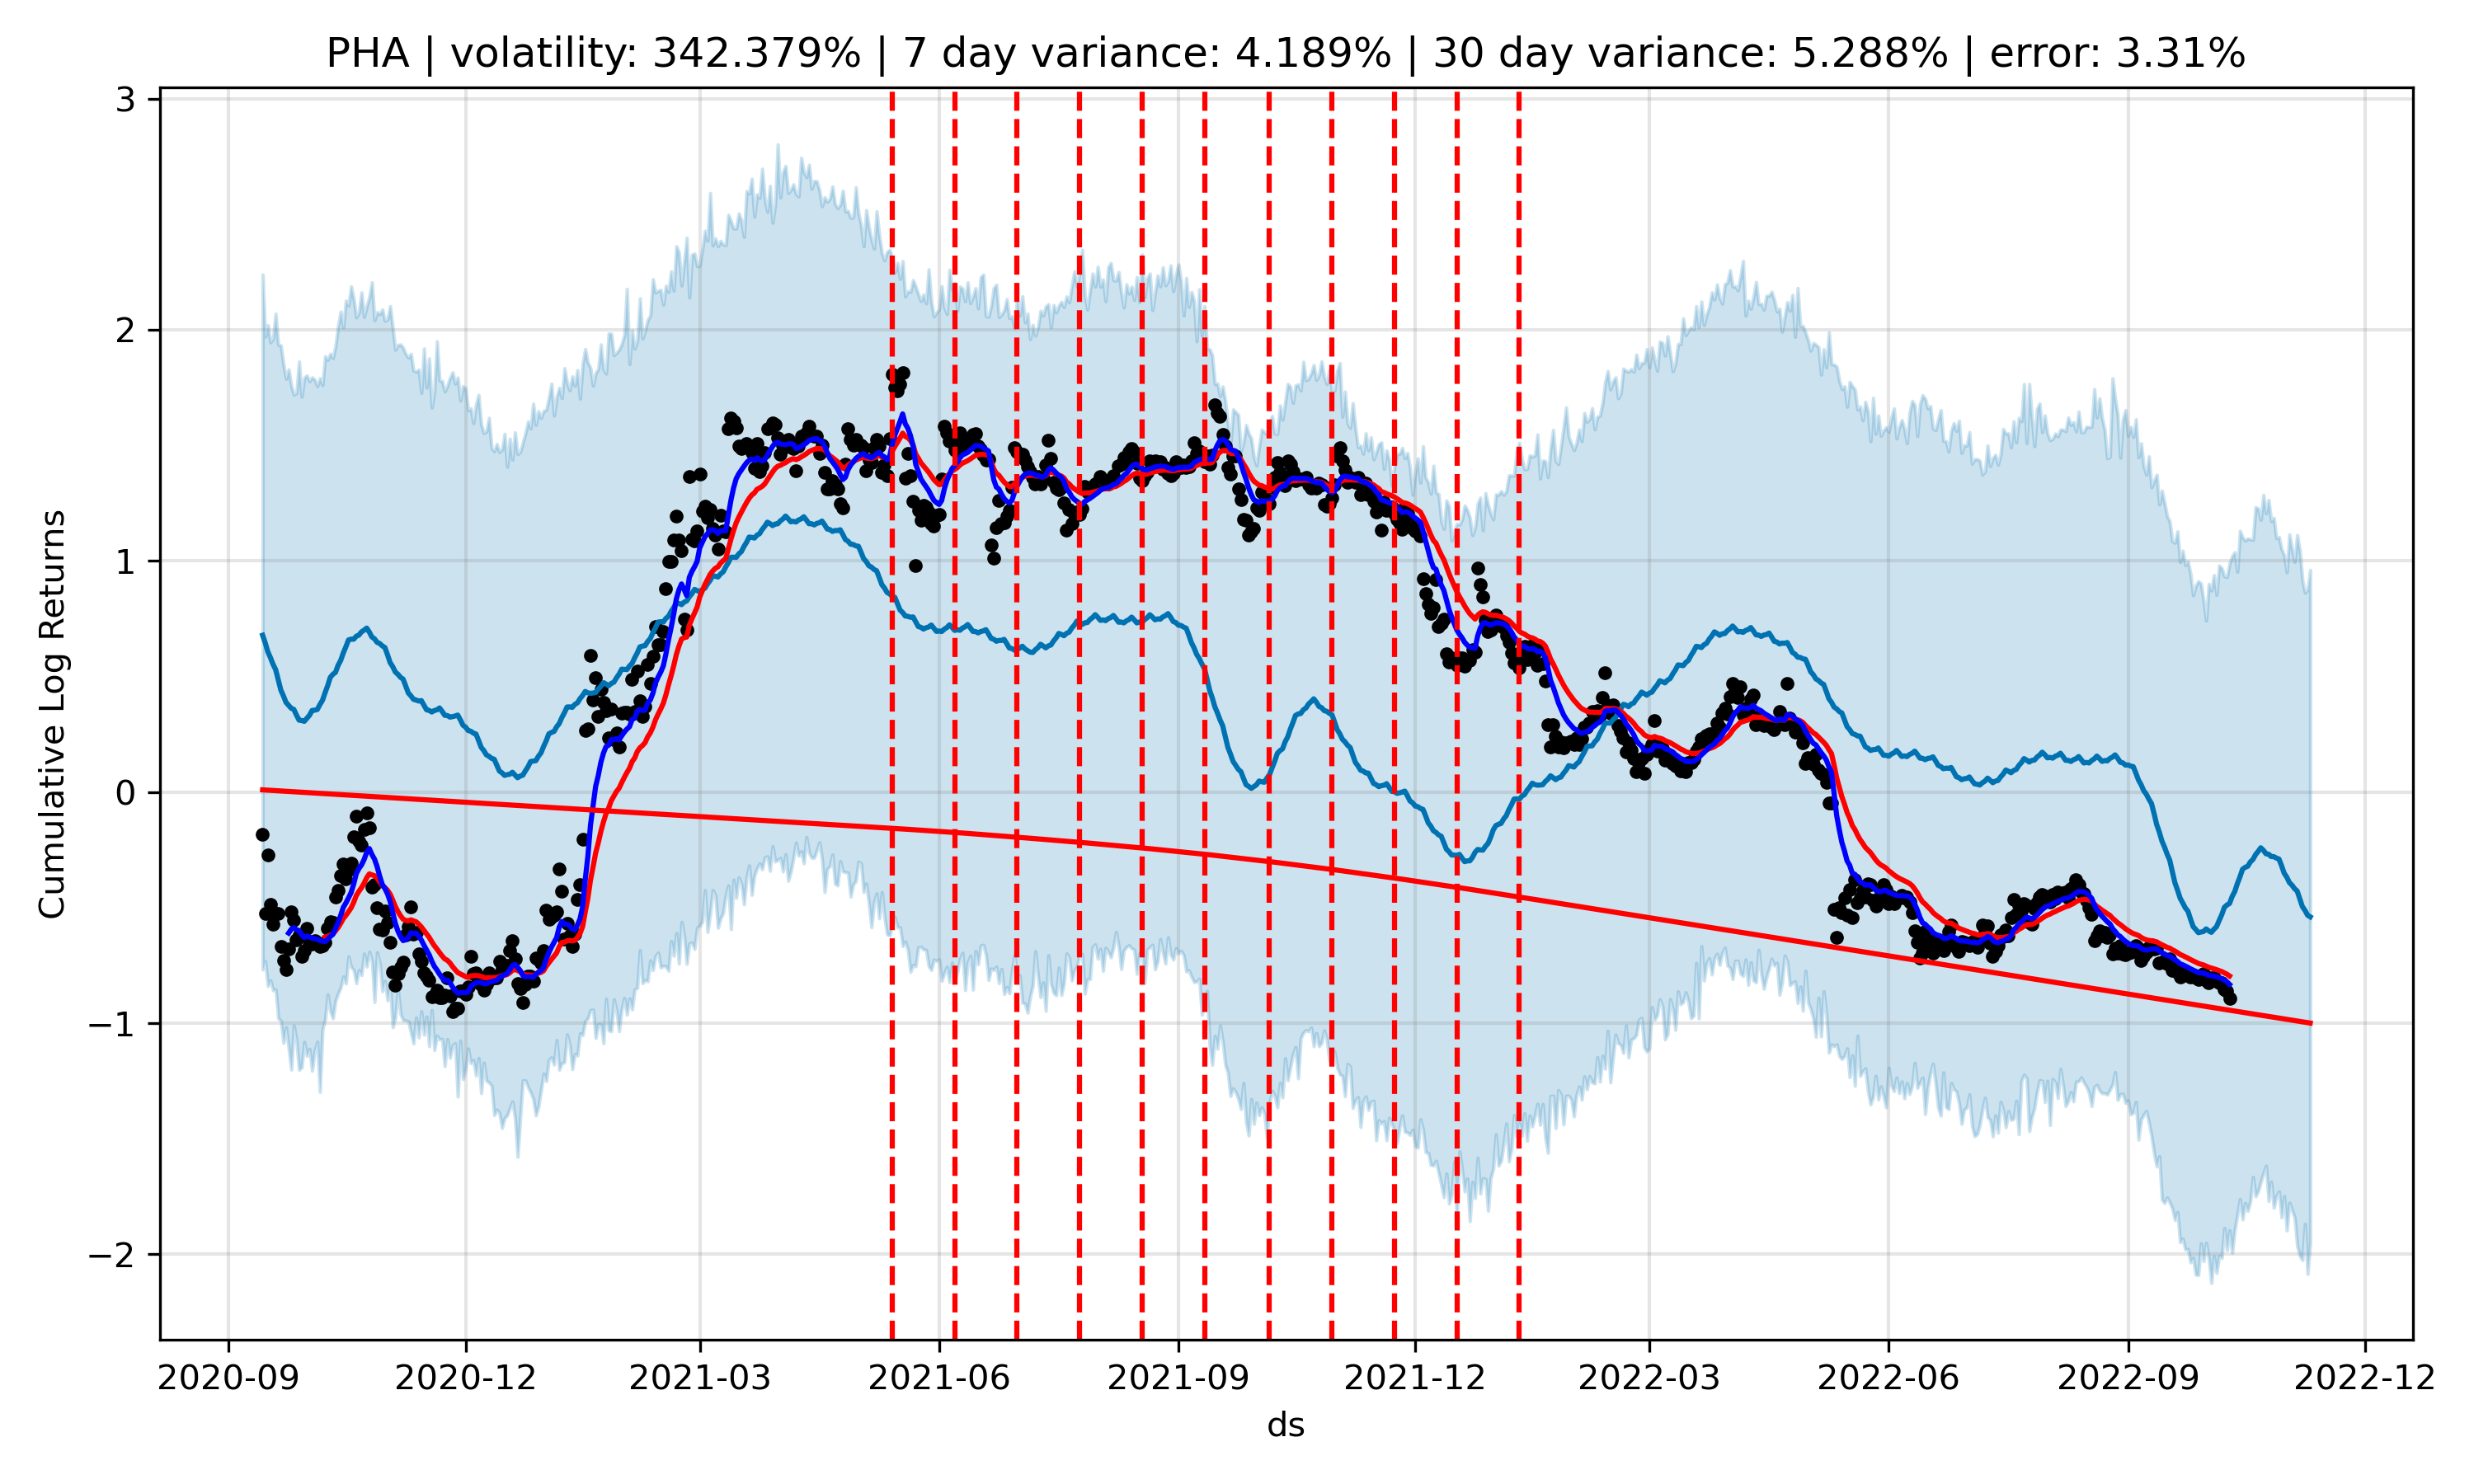 PHA | volatility: 342.379% | 7 day variance: 4.189% | 30 day variance: 5.288% | error: 3.31%
Cumulative Log Returns
3
2
1
0
−1
−2
2020-09 2020-12 2021-03 2021-06 2021-09 2021-12 2022-03 2022-06 2022-09 2022-12
ds